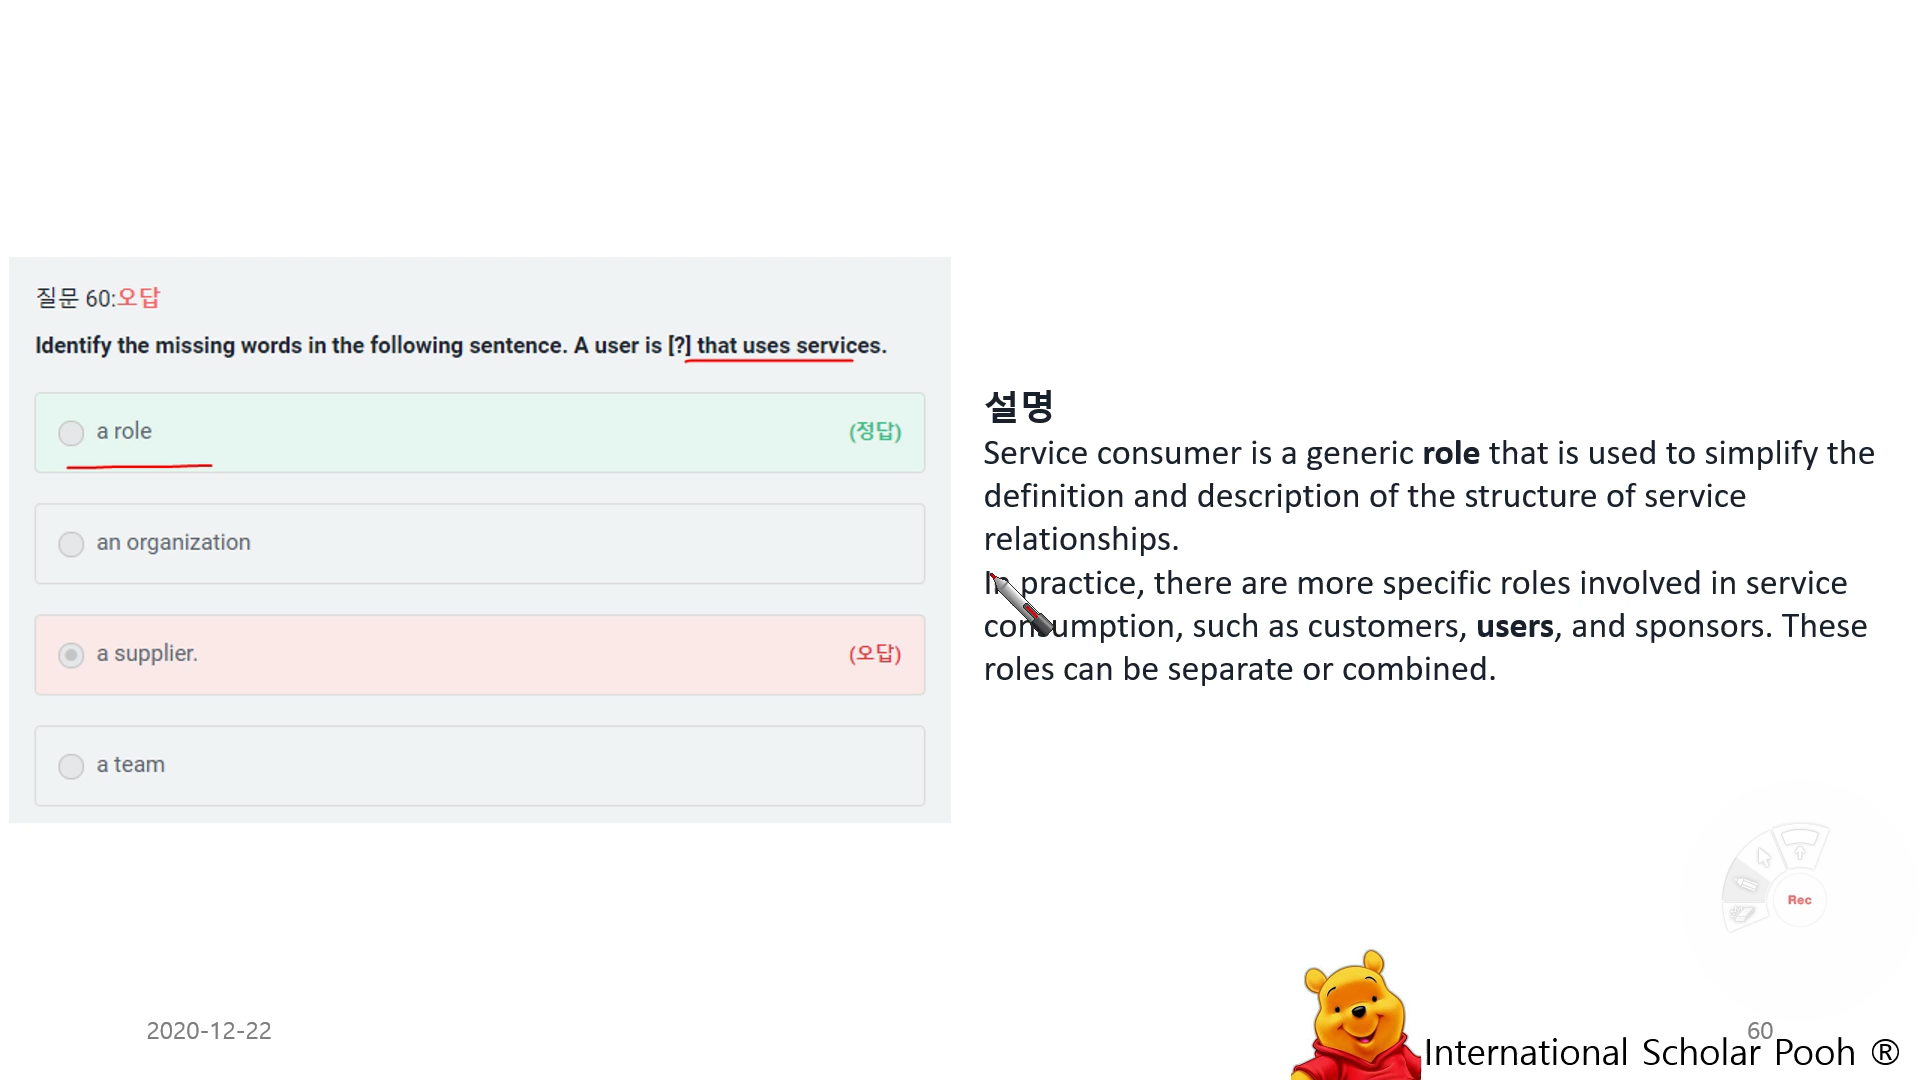 질문 60:오답
Identify the missing words in the following sentence. A user is [?] that uses services.
a role
(정답)
an organization
a supplier.
(오답)
a team
설명
Service consumer is a generic role that is used to simplify the
definition and description of the structure of service
relationships.
In practice, there are more specific roles involved in service
consumption, such as customers, users, and sponsors. These
roles can be separate or combined.
Rec
2020-12-22
60
International Scholar Pooh ®